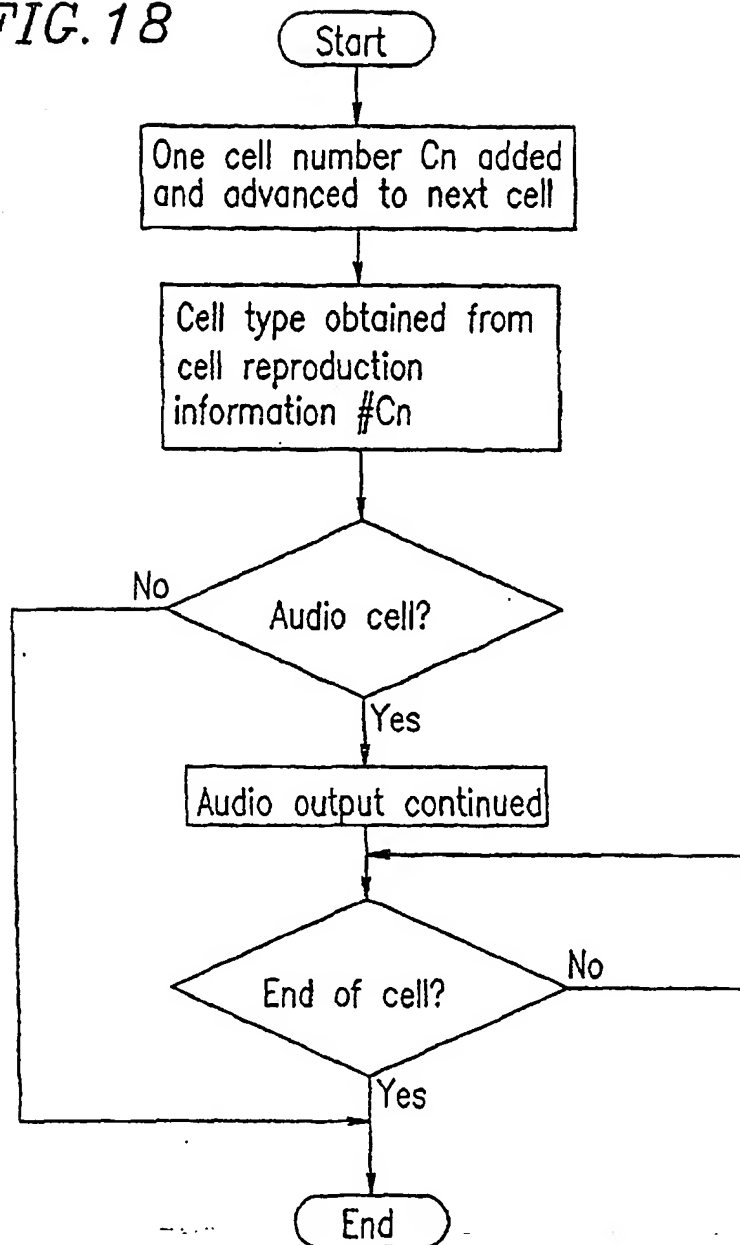 FIG. 18
Start
One cell number Cn added
and advanced to next cell
Cell type obtained from
cell reproduction
information #Cn
No
Audio cell?
Yes
Audio output continued
End of cell?
No
Yes
End